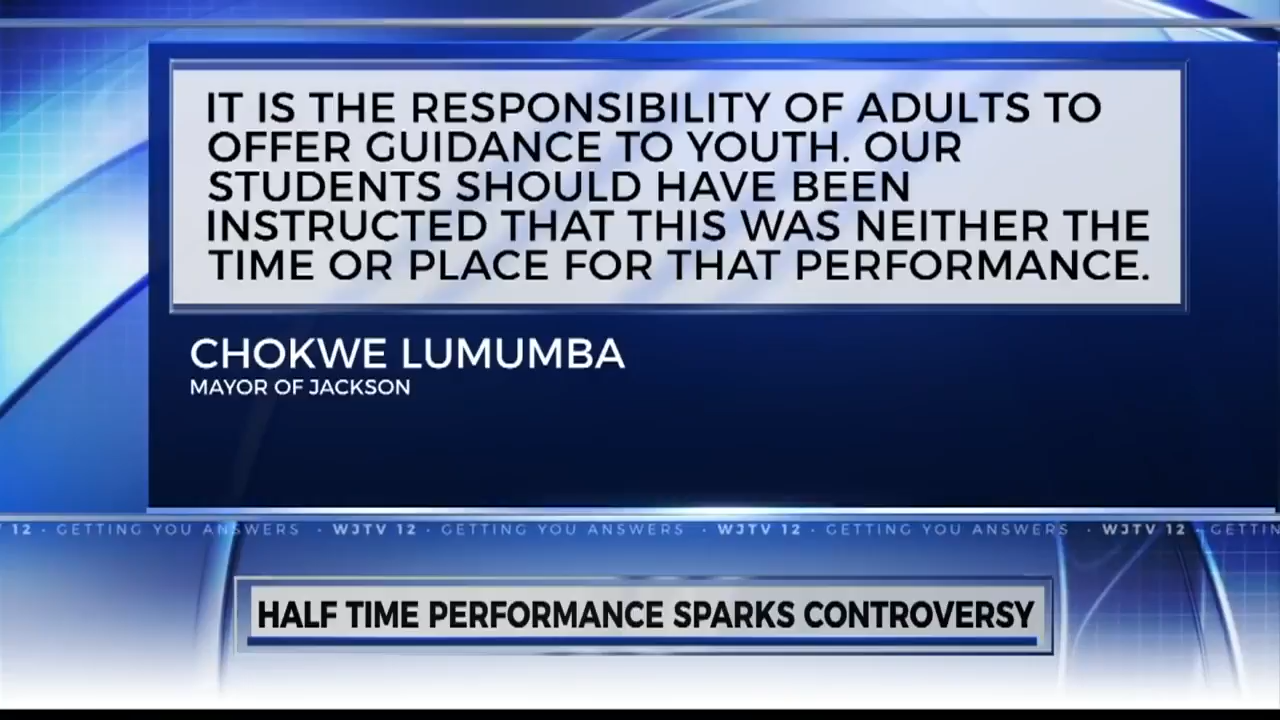 IT IS THE RESPONSIBILITY OF ADULTS TO
OFFER GUIDANCE TO YOUTH. OUR
STUDENTS SHOULD HAVE BEEN
INSTRUCTED THAT THIS WAS NEITHER THE
TIME OR PLACE FOR THAT PERFORMANCE.
CHOKWE LUMUMBA
MAYOR OF JACKSON
12 - GETTING YOU ANSWERS - WJTV 12 - GETTING YOU ANSWERS - WJTV 12 - GETTING YOU ANSWERS - WJTV 12 - GETTIN
HALF TIME PERFORMANCE SPARKS CONTROVERSY